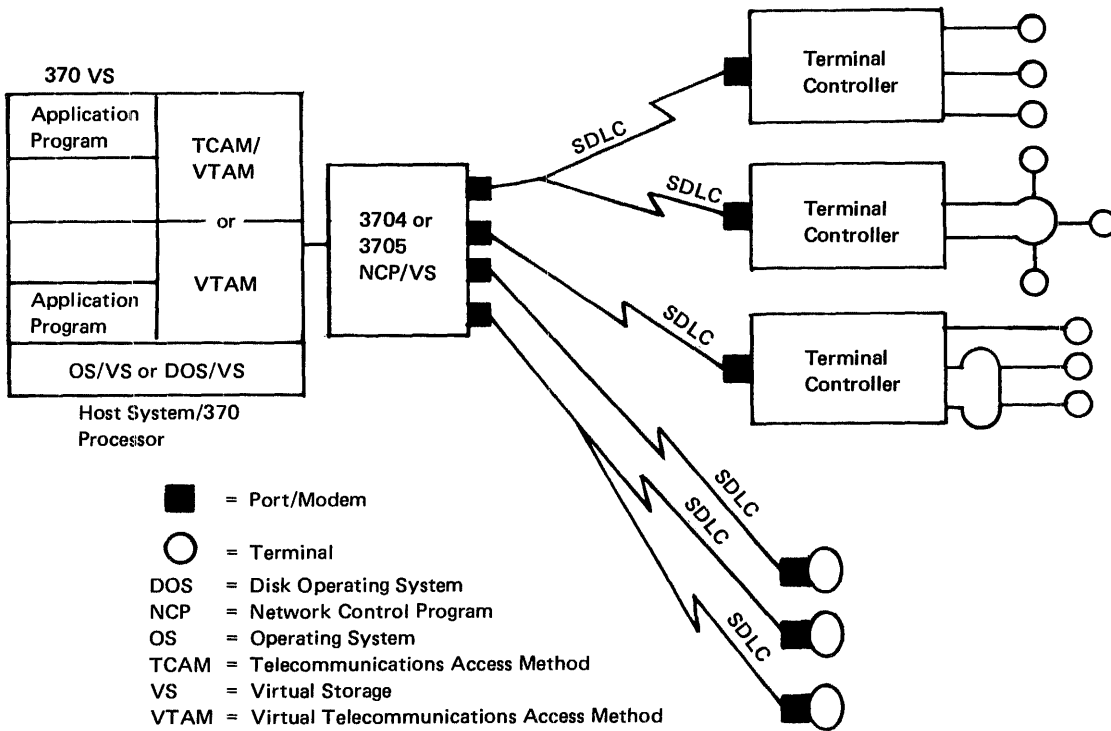 370 VS
Application
Program
TCAM/
VTAM
or
VTAM
Application
Program
OS/VS or DOS/VS
Host System/370
Processor
3704 or
3705
NCP/VS
SDLC
SDLC
SDLC
SDLC
SDLC
SDLC
Terminal
Controller
Terminal
Controller
Terminal
Controller
= Port/Modem
= Terminal
DOS = Disk Operating System
NCP = Network Control Program
OS = Operating System
TCAM = Telecommunications Access Method
VS = Virtual Storage
VTAM = Virtual Telecommunications Access Method